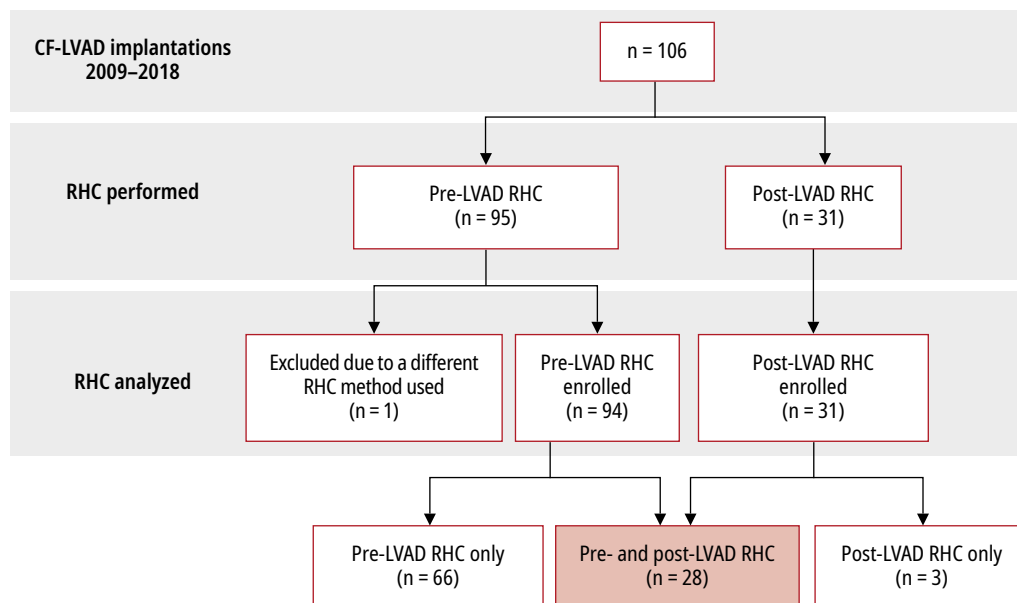 CF-LVAD implantations
2009–2018
n = 106
RHC performed
Pre-LVAD RHC
(n = 95)
Post-LVAD RHC
(n = 31)
RHC analyzed
Excluded due to a different
RHC method used
(n = 1)
Pre-LVAD RHC
enrolled
(n = 94)
Post-LVAD RHC
enrolled
(n = 31)
Pre-LVAD RHC only
(n = 66)
Pre- and post-LVAD RHC
(n = 28)
Post-LVAD RHC only
(n = 3)